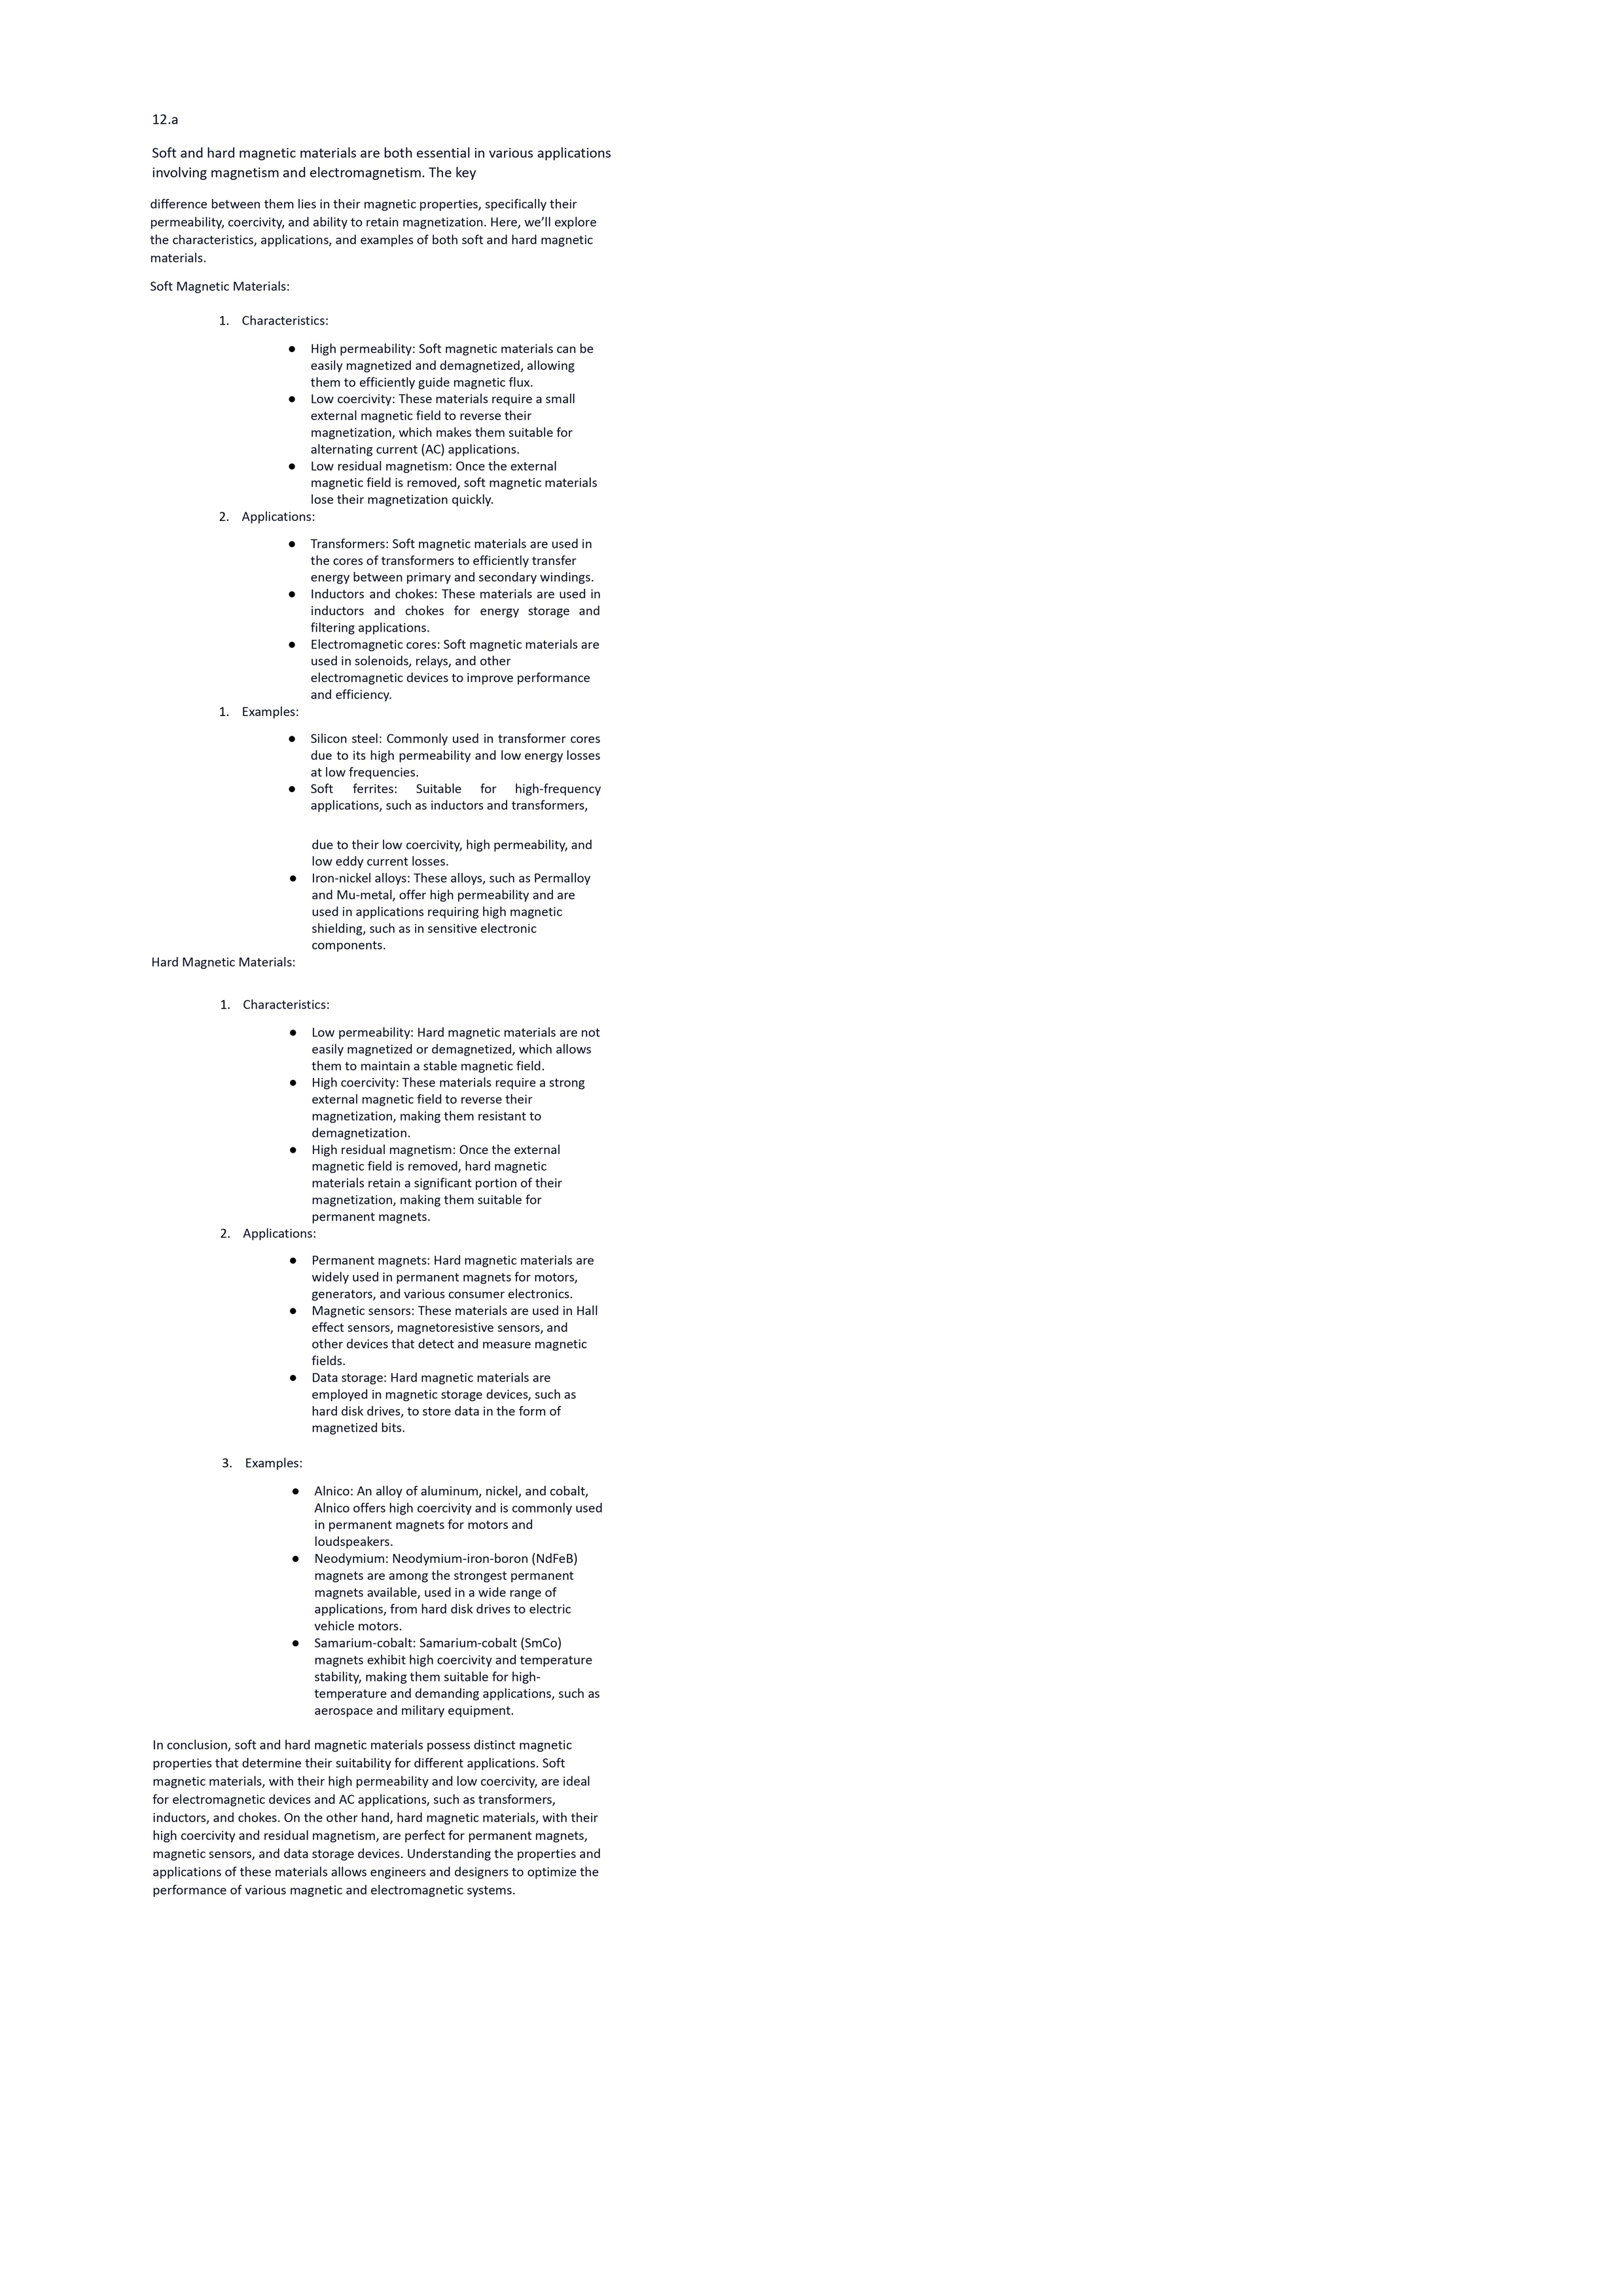 12.a
Soft and hard magnetic materials are both essential in various applications
involving magnetism and electromagnetism. The key
difference between them lies in their magnetic properties, specifically their
permeability, coercivity, and ability to retain magnetization. Here, we’ll explore
the characteristics, applications, and examples of both soft and hard magnetic
materials.
Soft Magnetic Materials:
1. Characteristics:
● High permeability: Soft magnetic materials can be
easily magnetized and demagnetized, allowing
them to efficiently guide magnetic flux.
● Low coercivity: These materials require a small
external magnetic field to reverse their
magnetization, which makes them suitable for
alternating current (AC) applications.
● Low residual magnetism: Once the external
magnetic field is removed, soft magnetic materials
lose their magnetization quickly.
2. Applications:
● Transformers: Soft magnetic materials are used in
the cores of transformers to efficiently transfer
energy between primary and secondary windings.
● Inductors and chokes: These materials are used in
inductors and chokes for energy storage and
filtering applications.
● Electromagnetic cores: Soft magnetic materials are
used in solenoids, relays, and other
electromagnetic devices to improve performance
and efficiency.
1. Examples:
● Silicon steel: Commonly used in transformer cores
due to its high permeability and low energy losses
at low frequencies.
● Soft ferrites: Suitable for high-frequency
applications, such as inductors and transformers,
due to their low coercivity, high permeability, and
low eddy current losses.
● Iron-nickel alloys: These alloys, such as Permalloy
and Mu-metal, offer high permeability and are
used in applications requiring high magnetic
shielding, such as in sensitive electronic
components.
Hard Magnetic Materials:
1. Characteristics:
● Low permeability: Hard magnetic materials are not
easily magnetized or demagnetized, which allows
them to maintain a stable magnetic field.
● High coercivity: These materials require a strong
external magnetic field to reverse their
magnetization, making them resistant to
demagnetization.
● High residual magnetism: Once the external
magnetic field is removed, hard magnetic
materials retain a significant portion of their
magnetization, making them suitable for
permanent magnets.
2. Applications:
● Permanent magnets: Hard magnetic materials are
widely used in permanent magnets for motors,
generators, and various consumer electronics.
● Magnetic sensors: These materials are used in Hall
effect sensors, magnetoresistive sensors, and
other devices that detect and measure magnetic
fields.
● Data storage: Hard magnetic materials are
employed in magnetic storage devices, such as
hard disk drives, to store data in the form of
magnetized bits.
3. Examples:
● Alnico: An alloy of aluminum, nickel, and cobalt,
Alnico offers high coercivity and is commonly used
in permanent magnets for motors and
loudspeakers.
● Neodymium: Neodymium-iron-boron (NdFeB)
magnets are among the strongest permanent
magnets available, used in a wide range of
applications, from hard disk drives to electric
vehicle motors.
● Samarium-cobalt: Samarium-cobalt (SmCo)
magnets exhibit high coercivity and temperature
stability, making them suitable for high-
temperature and demanding applications, such as
aerospace and military equipment.
In conclusion, soft and hard magnetic materials possess distinct magnetic
properties that determine their suitability for different applications. Soft
magnetic materials, with their high permeability and low coercivity, are ideal
for electromagnetic devices and AC applications, such as transformers,
inductors, and chokes. On the other hand, hard magnetic materials, with their
high coercivity and residual magnetism, are perfect for permanent magnets,
magnetic sensors, and data storage devices. Understanding the properties and
applications of these materials allows engineers and designers to optimize the
performance of various magnetic and electromagnetic systems.